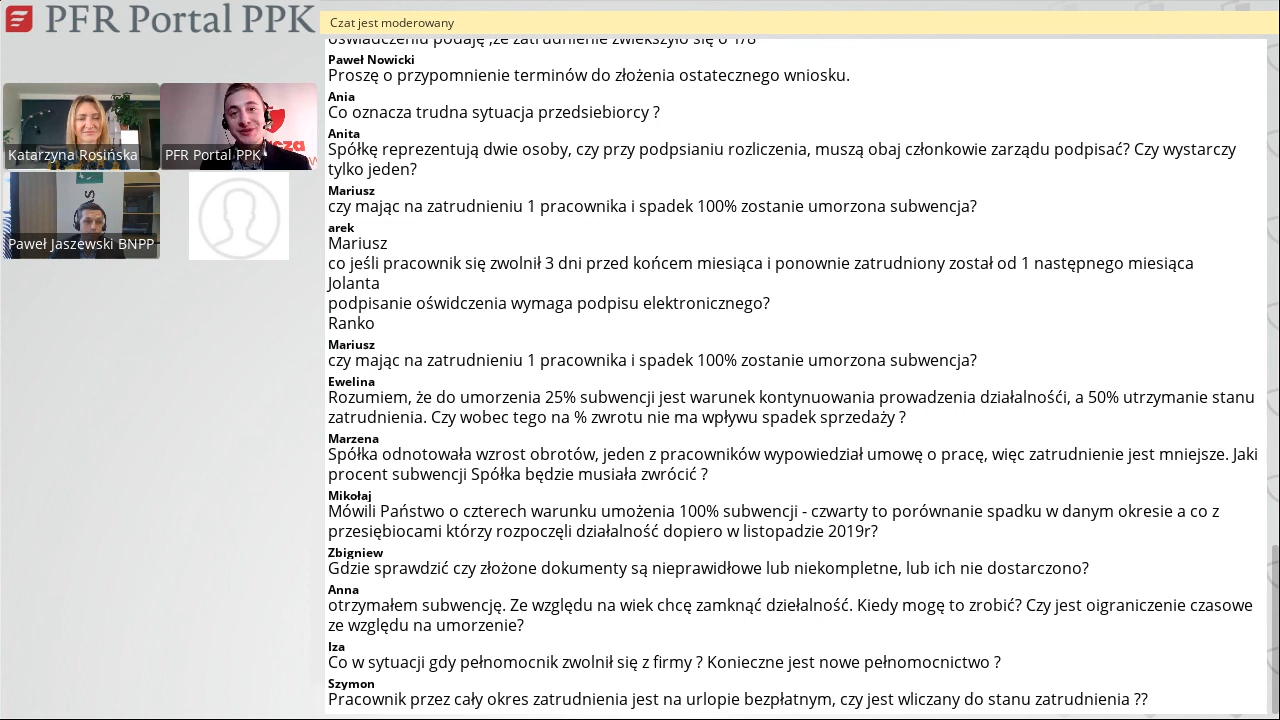 PFR Portal PPK
Czat jest moderowany
oświadczeniu podaję ,że zatrudnienie zwiekszyło się o 1/8
Paweł Nowicki
Proszę o przypomnienie terminów do złożenia ostatecznego wniosku.
Ania
Co oznacza trudna sytuacja przedsiebiorcy ?
Anita
Spółkę reprezentują dwie osoby, czy przy podpsianiu rozliczenia, muszą obaj członkowie zarządu podpisać? Czy wystarczy
tylko jeden?
Mariusz
czy mając na zatrudnieniu 1 pracownika i spadek 100% zostanie umorzona subwencja?
arek
Mariusz
co jeśli pracownik się zwolnił 3 dni przed końcem miesiąca i ponownie zatrudniony został od 1 następnego miesiąca
Jolanta
podpisanie oświdczenia wymaga podpisu elektronicznego?
Ranko
Mariusz
czy mając na zatrudnieniu 1 pracownika i spadek 100% zostanie umorzona subwencja?
Ewelina
Rozumiem, że do umorzenia 25% subwencji jest warunek kontynuowania prowadzenia działalnośći, a 50% utrzymanie stanu
zatrudnienia. Czy wobec tego na % zwrotu nie ma wpływu spadek sprzedaży ?
Marzena
Spółka odnotowała wzrost obrotów, jeden z pracowników wypowiedział umowę o pracę, więc zatrudnienie jest mniejsze. Jaki
procent subwencji Spółka będzie musiała zwrócić ?
Mikołaj
Mówili Państwo o czterech warunku umożenia 100% subwencji - czwarty to porównanie spadku w danym okresie a co z
przesiębiocami którzy rozpoczęli działalność dopiero w listopadzie 2019r?
Zbigniew
Gdzie sprawdzić czy złożone dokumenty są nieprawidłowe lub niekompletne, lub ich nie dostarczono?
Anna
otrzymałem subwencję. Ze względu na wiek chcę zamknąć dziełalność. Kiedy mogę to zrobić? Czy jest oigraniczenie czasowe
ze względu na umorzenie?
Iza
Co w sytuacji gdy pełnomocnik zwolnił się z firmy ? Konieczne jest nowe pełnomocnictwo ?
Szymon
Pracownik przez cały okres zatrudnienia jest na urlopie bezpłatnym, czy jest wliczany do stanu zatrudnienia ??
Katarzyna Rosińska
PFR Portal PPK
Paweł Jaszewski BNPP